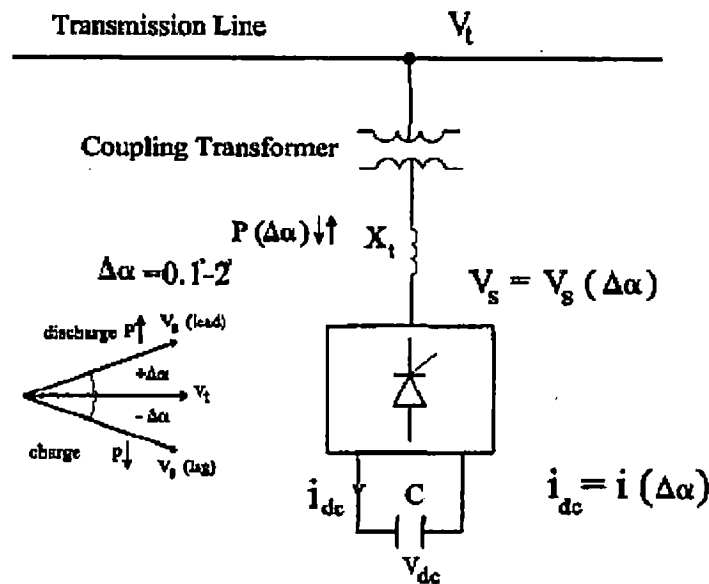 Transmission Line
V_t
Coupling Transformer
P (Δα) ↓↑
X_t
Δα = 0.1°-2°
V_s = V_s (Δα)
discharge P ↑
V_s (lead)
+Δα
V_t
- Δα
charge
P ↓
V_s (lag)
i_dc
C
i_dc = i (Δα)
V_dc